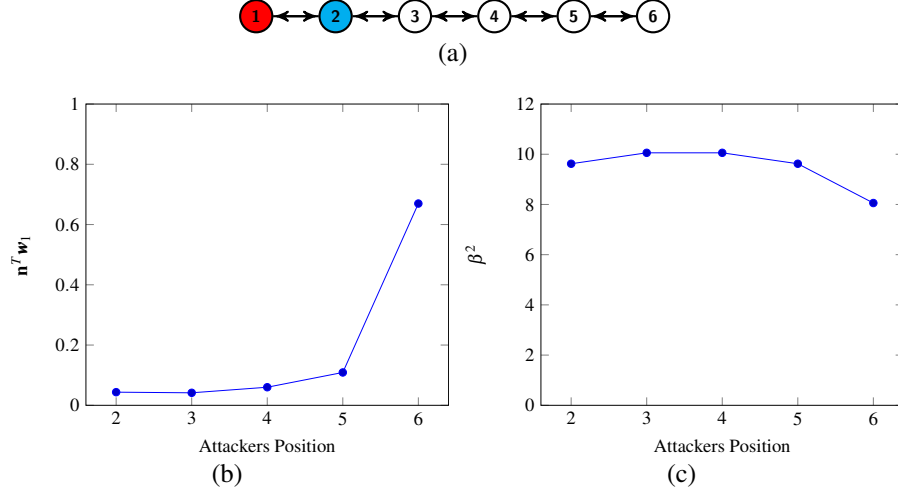 1 2 3 4 5 6
(a)
1
0.8
0.6
0.4
0.2
0
n^T w_1
2 3 4 5 6
Attackers Position
(b)
12
10
8
6
4
2
0
β^2
2 3 4 5 6
Attackers Position
(c)